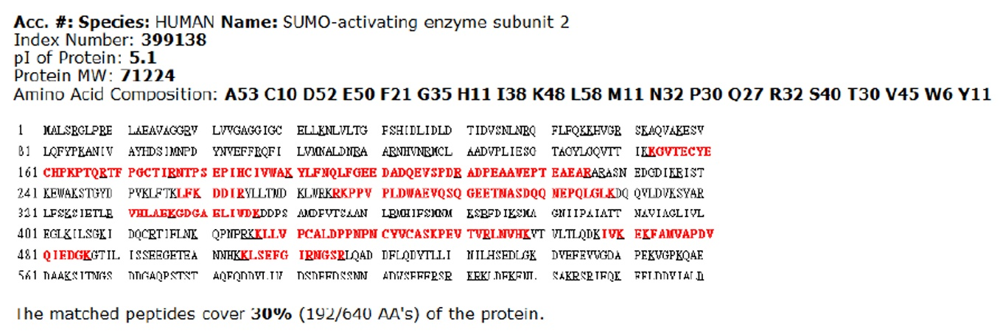 Acc. #: Species: HUMAN Name: SUMO-activating enzyme subunit 2
Index Number: 399138
pI of Protein: 5.1
Protein MW: 71224
Amino Acid Composition: A53 C10 D52 E50 F21 G35 H11 I38 K48 L58 M11 N32 P30 Q27 R32 S40 T30 V45 W6 Y11
1 MALSRGLPRE LAEAVAGGRV LVVGAGGIGC ELLKNLVLTG FSHIDLIDLD TIDVSNLNRQ FLFQKKHVGR SKAQVAKESV
81 LQFYPKANIV AYHDSIMNPD YNVEFFRQFI LVMNALDNRA ARNHVNRMCL AADVPLIESG TAGYLGQVTT IKKGVTECYE
161 CHPKPTQRTF PGCTIRNTPS EPIHCIVWAK YLFNQLFGEE DADQEVSPDR ADPEAAWEPT EAEARARASN EDGDIKRIST
241 KEWAKSTGYD PVKLFTKLFK DDIRYLLTMD KLWRKRKPPV PLDWAEVQSQ GEETNASDQQ NEPQLGLKDQ QVLDVKSYAR
321 LFSKSIETLR VHLAEKGDGA ELIWDKDDPS AMDFVTSAAN LRMHIFSMNM KSRFDIKSMA GNIIPAIATT NAVIAGLIVL
401 EGLKILSGKI DQCRTIFLNK QPNPRKKLLV PCALDPPNPN CYVCASKPEV TVRLNVHKVT VLTLQDKIVK EKFAMVAPDV
481 QIEDGKGTIL ISSEEGETEA NNHKKLSEFG IRNGSRLQAD DFLQDYTLLI NILHSEDLGK DVEFEVVGDA PEKVGPKQAE
561 DAAKSITNGS DDGAQPSTST AQEQDDVLIV DSDEEDSSNN ADVSEEERSR KRKLDEKENL SAKRSRIEQK EELDDVIALD
The matched peptides cover 30% (192/640 AA's) of the protein.